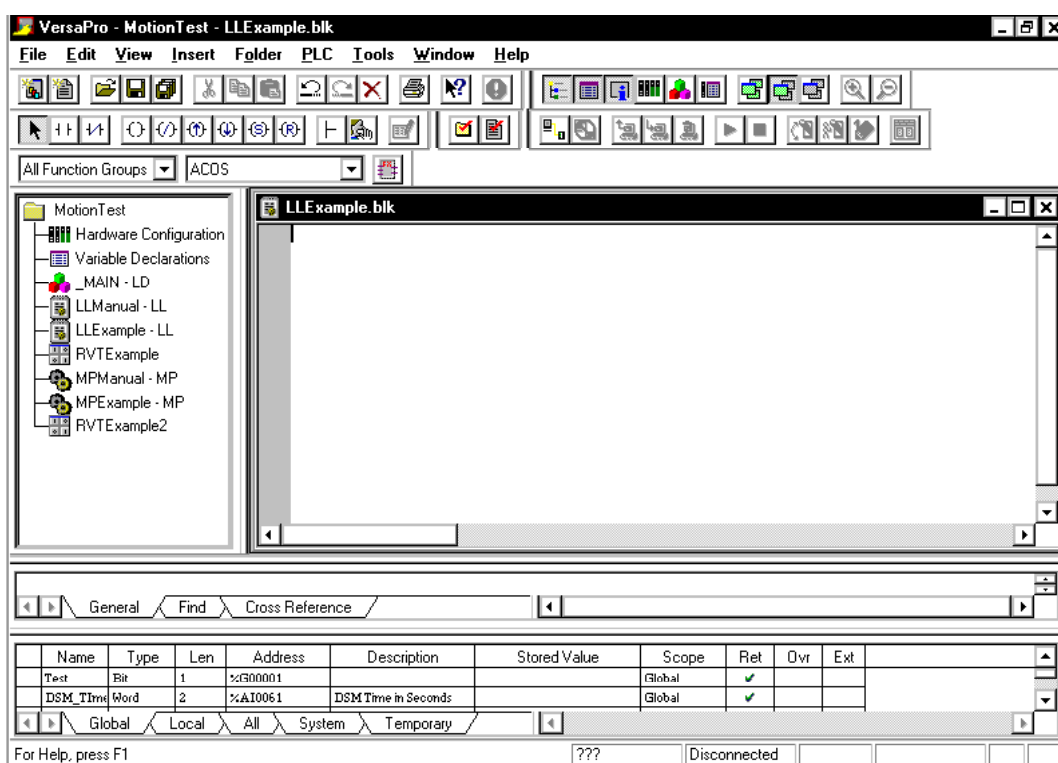 VersaPro - MotionTest - LLExample.blk
File Edit View Insert Folder PLC Tools Window Help
All Function Groups ACOS
MotionTest
Hardware Configuration
Variable Declarations
_MAIN - LD
LLManual - LL
LLExample - LL
RVTExample
MPManual - MP
MPExample - MP
RVTExample2
LLExample.blk
General Find Cross Reference
Name Type Len Address Description Stored Value Scope Ret Ovr Ext
Test Bit 1 %G00001 Global
DSM_TIme Word 2 %AI0061 DSM Time in Seconds Global
Global Local All System Temporary
For Help, press F1 ??? Disconnected